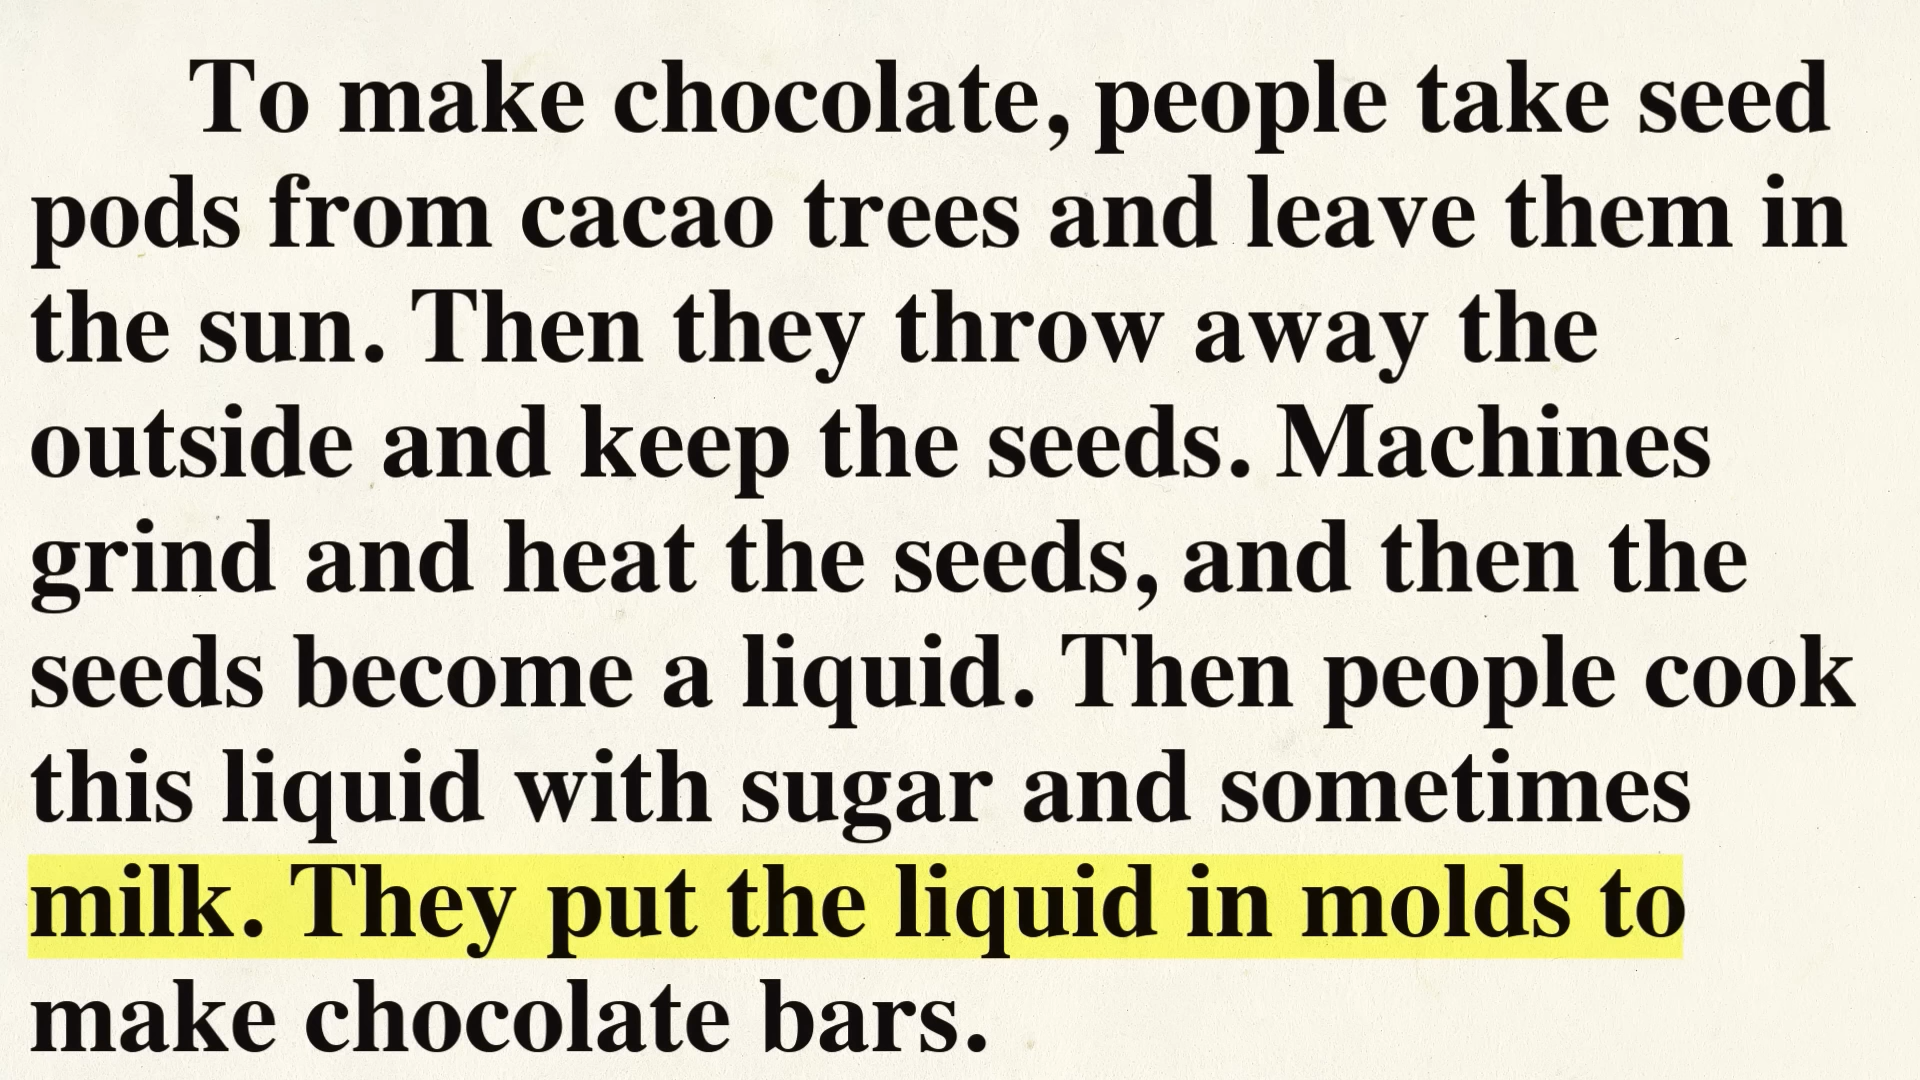 To make chocolate, people take seed
pods from cacao trees and leave them in
the sun. Then they throw away the
outside and keep the seeds. Machines
grind and heat the seeds, and then the
seeds become a liquid. Then people cook
this liquid with sugar and sometimes
milk. They put the liquid in molds to
make chocolate bars.